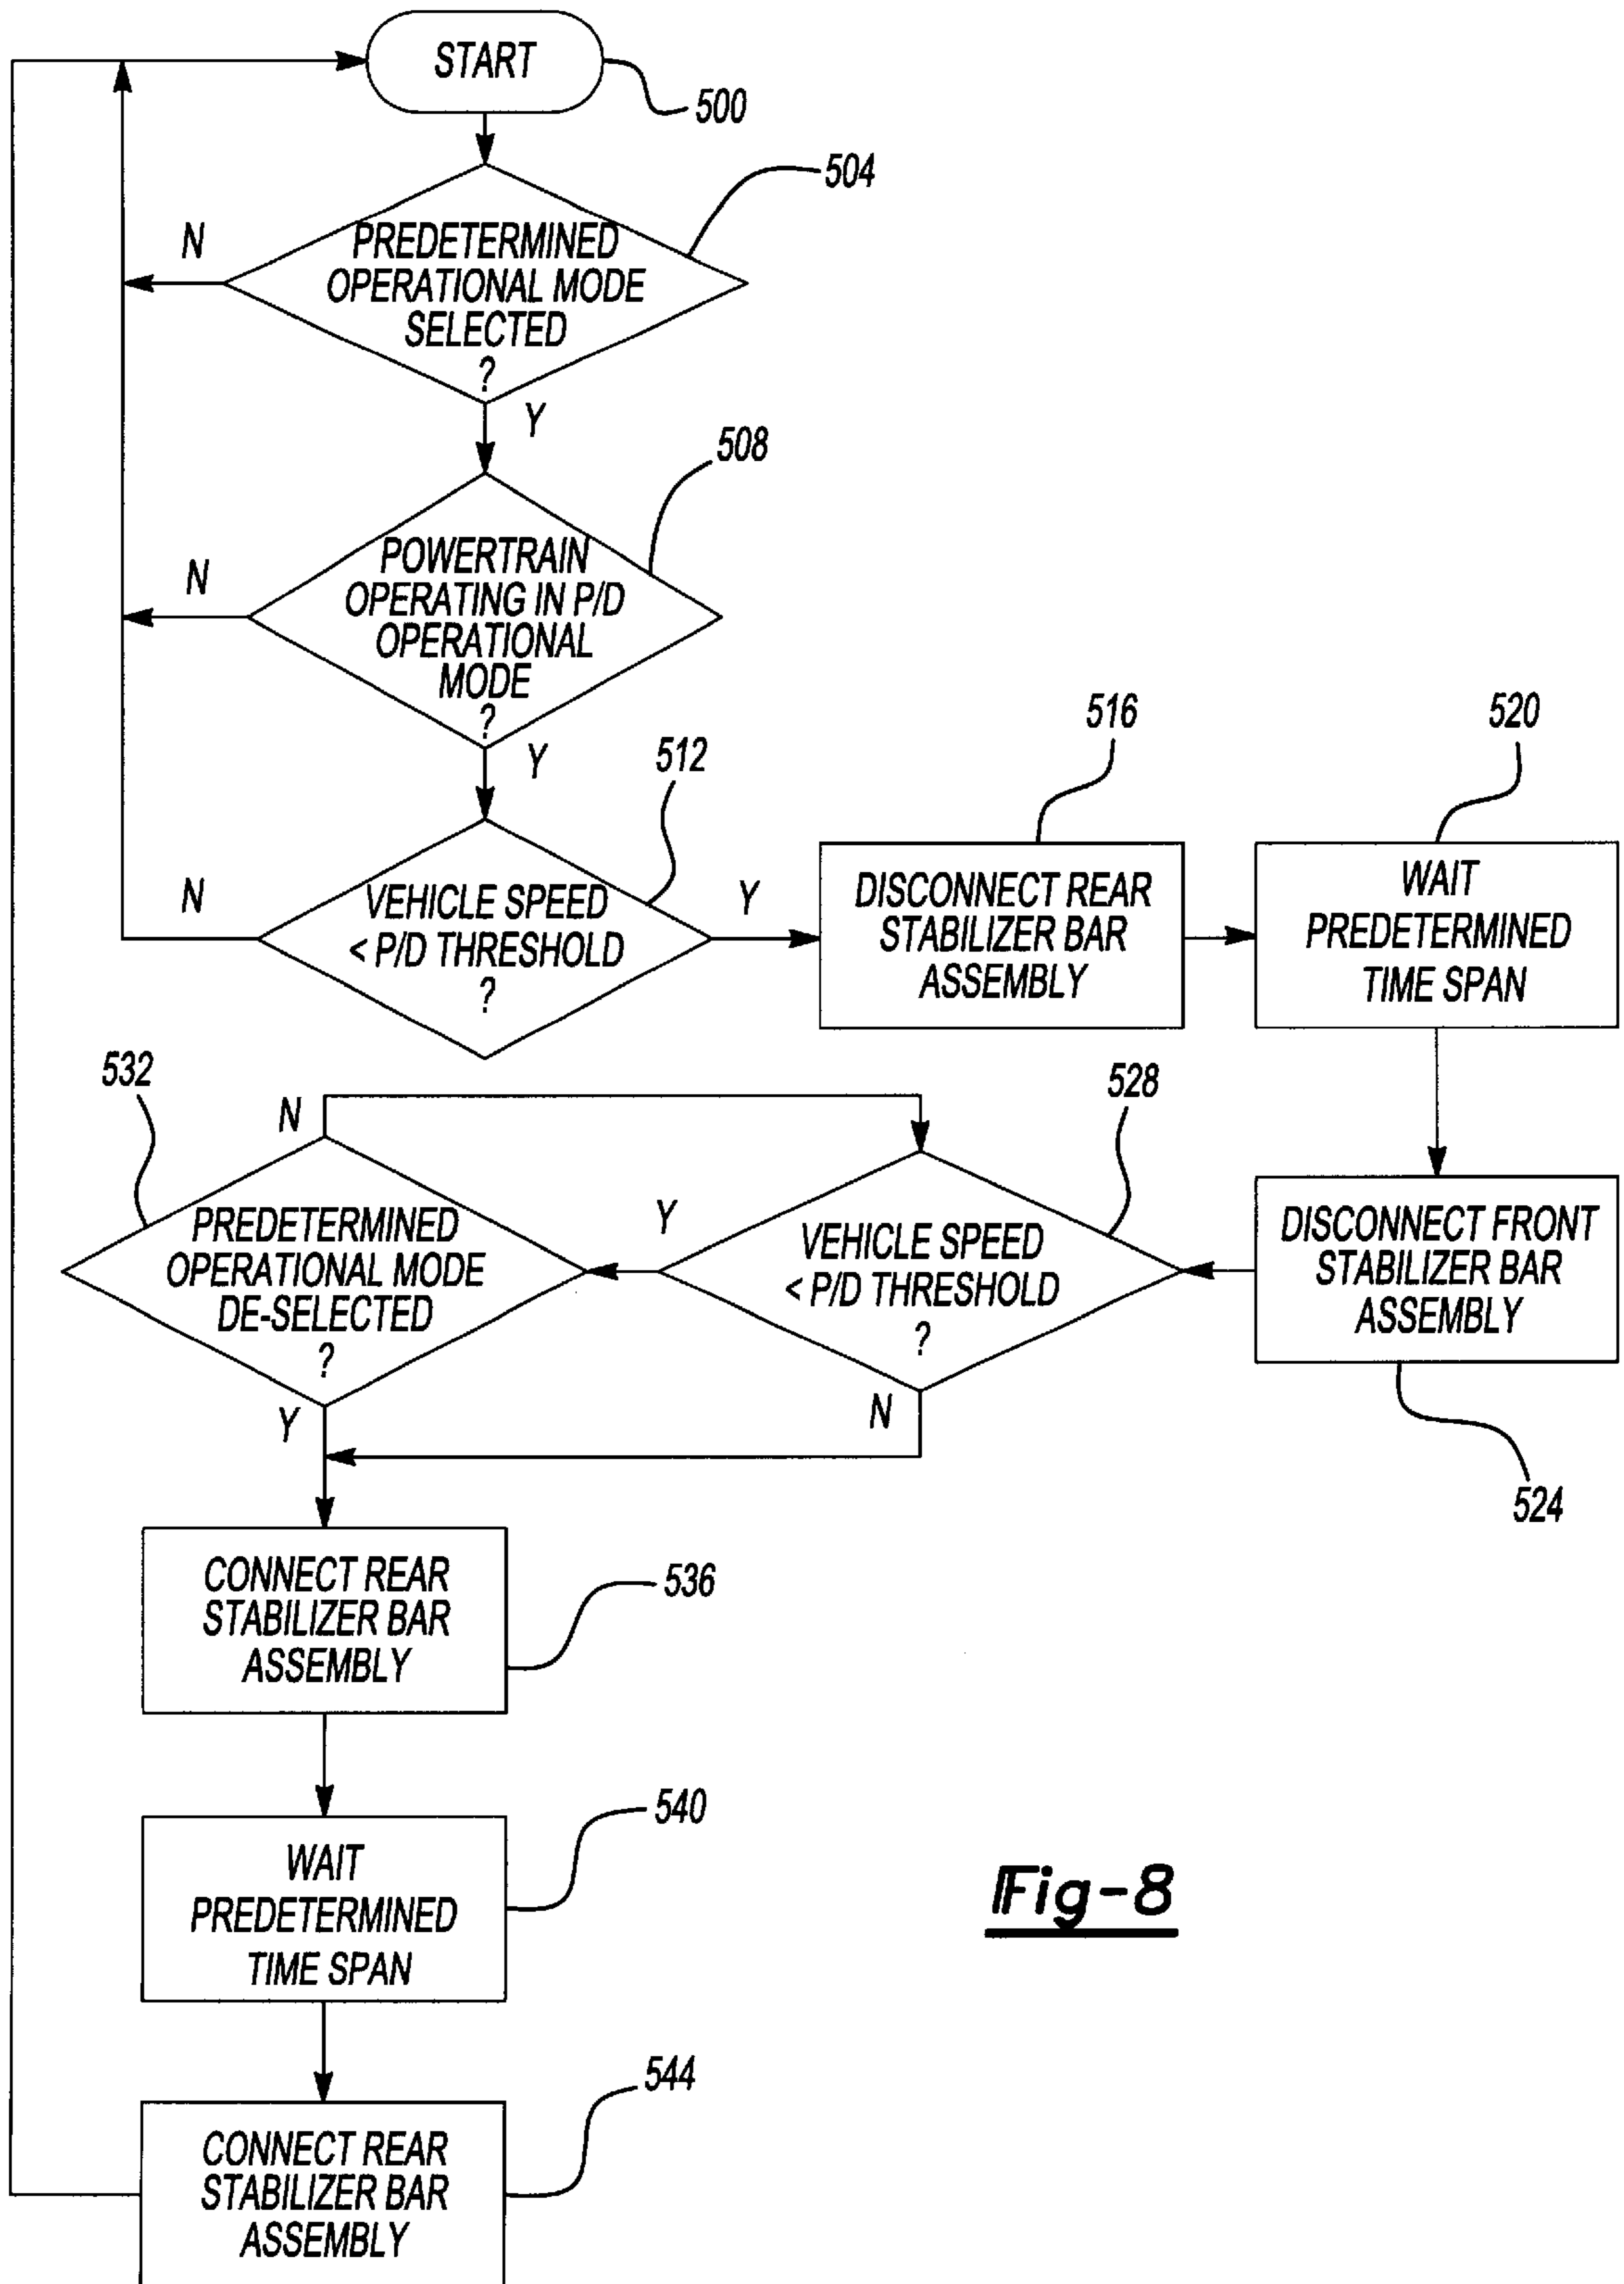 START
500
504
N
PREDETERMINED
OPERATIONAL MODE
SELECTED
?
Y
508
N
POWERTRAIN
OPERATING IN P/D
OPERATIONAL
MODE
?
Y
512
N
VEHICLE SPEED
< P/D THRESHOLD
?
Y
516
DISCONNECT REAR
STABILIZER BAR
ASSEMBLY
520
WAIT
PREDETERMINED
TIME SPAN
532
N
PREDETERMINED
OPERATIONAL MODE
DE-SELECTED
?
Y
Y
528
VEHICLE SPEED
< P/D THRESHOLD
?
N
DISCONNECT FRONT
STABILIZER BAR
ASSEMBLY
524
CONNECT REAR
STABILIZER BAR
ASSEMBLY
536
WAIT
PREDETERMINED
TIME SPAN
540
Fig-8
CONNECT REAR
STABILIZER BAR
ASSEMBLY
544